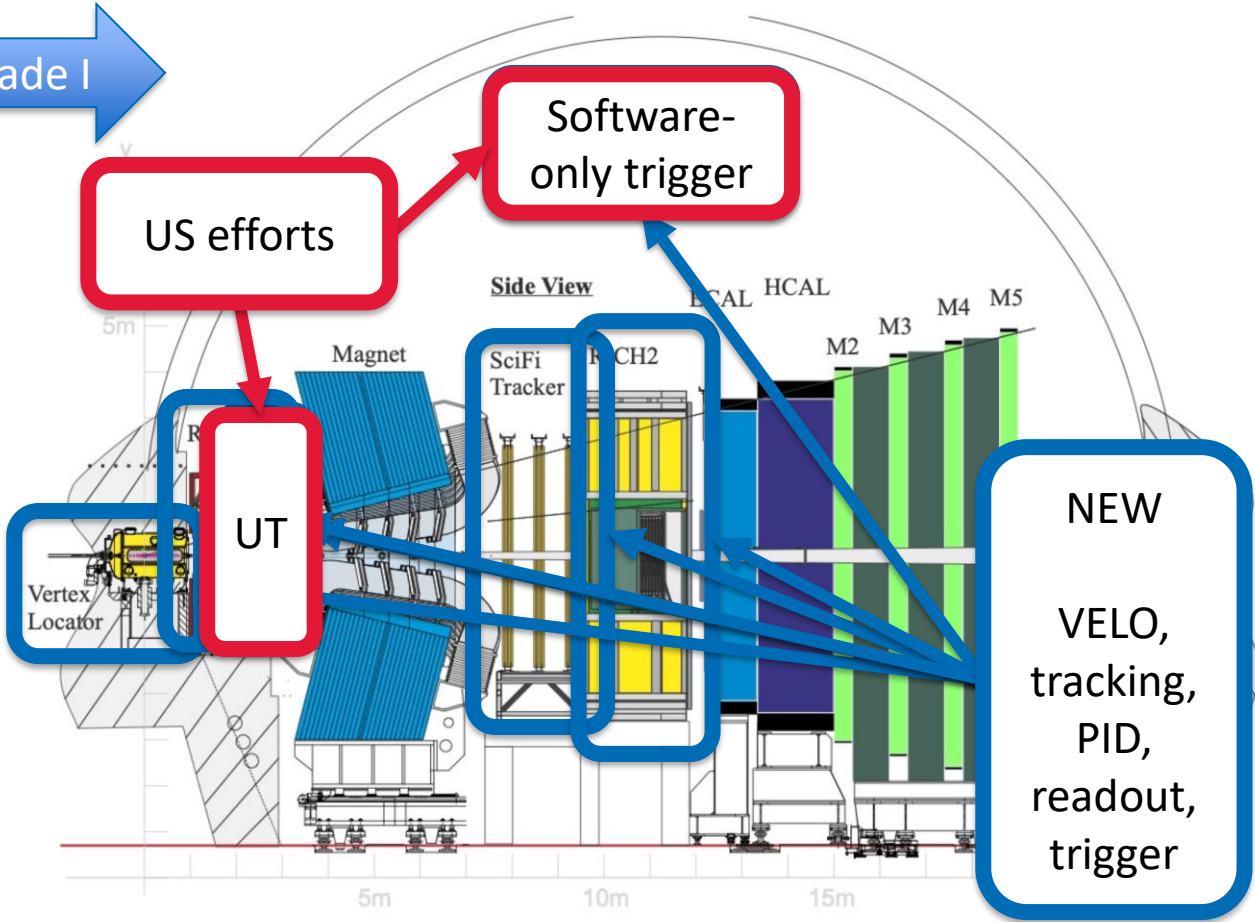 ade I
Software-
only trigger
US efforts
y
Side View
ECAL
HCAL
M2
M3
M4
M5
5m
Magnet
SciFi
Tracker
RICH2
R
UT
Vertex
Locator
NEW
VELO,
tracking,
PID,
readout,
trigger
5m
10m
15m